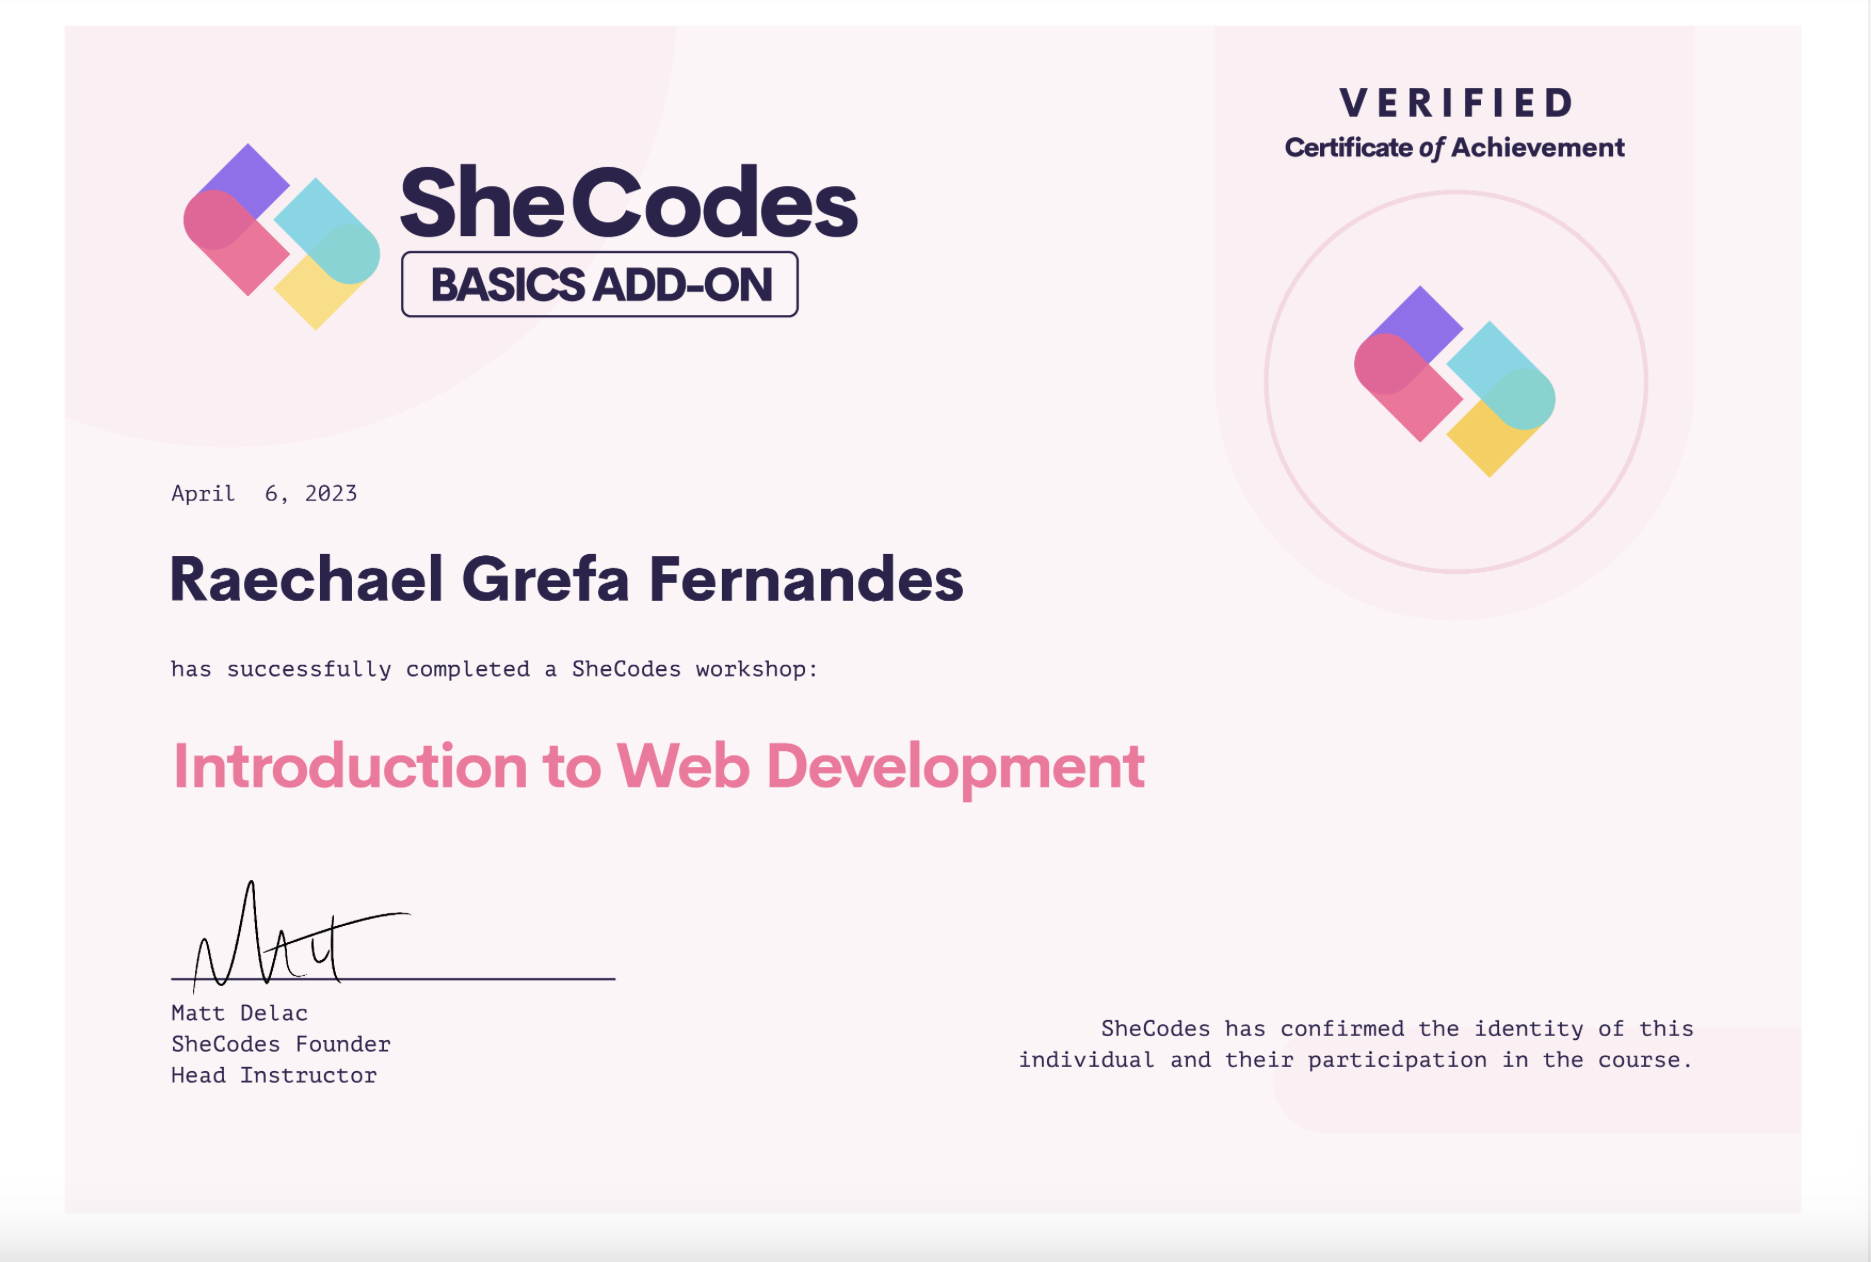 VERIFIED
Certificate of Achievement
SheCodes
BASICS ADD-ON
April  6, 2023
Raechael Grefa Fernandes
has successfully completed a SheCodes workshop:
Introduction to Web Development
Matt
Matt Delac
SheCodes Founder
Head Instructor
SheCodes has confirmed the identity of this
individual and their participation in the course.